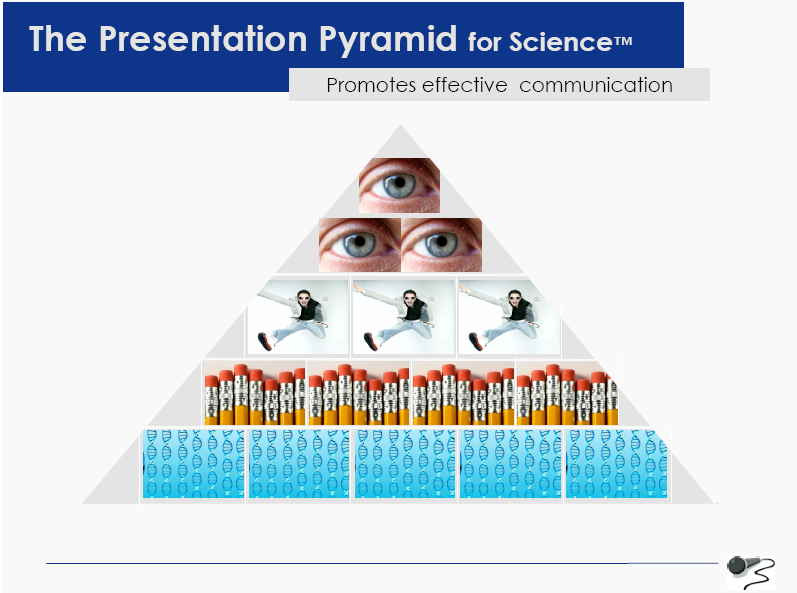 The Presentation Pyramid for Science™
Promotes effective communication